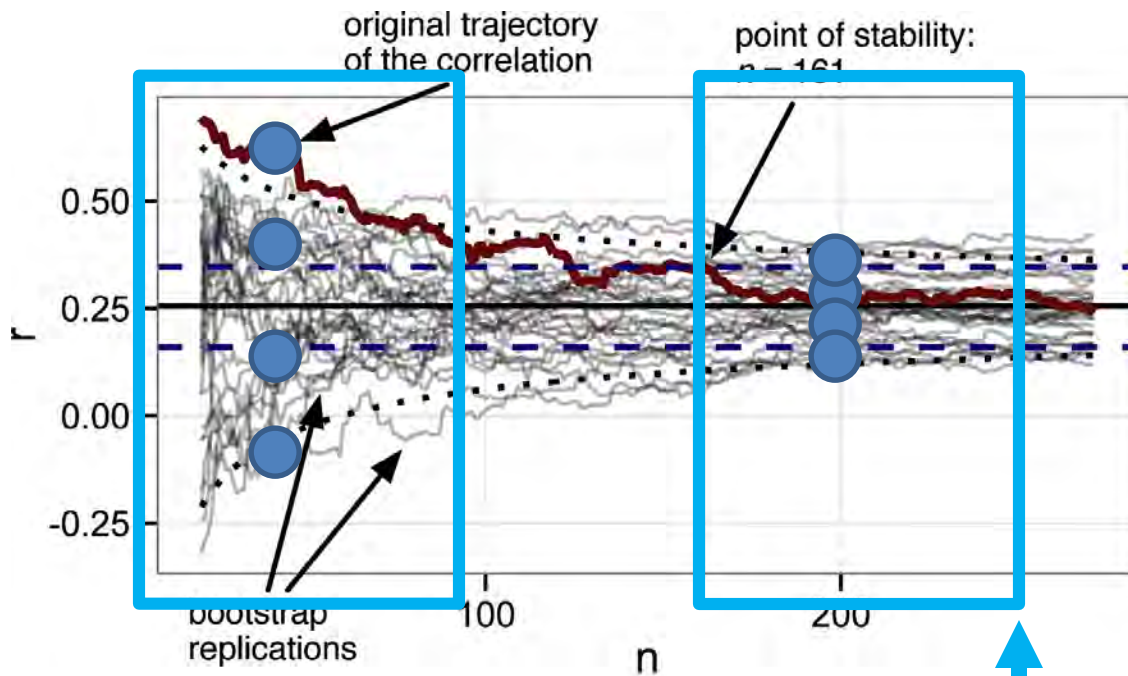 original trajectory
of the correlation
point of stability:
n = 161
0.50
0.25
0.00
-0.25
r
100
200
n
bootstrap
replications